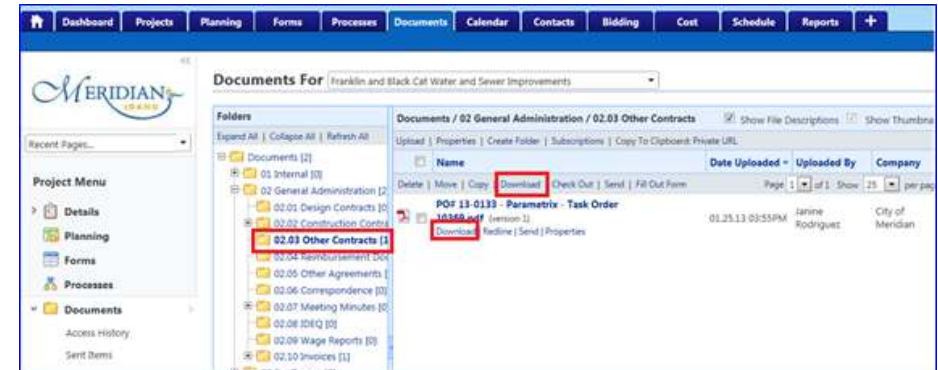 Dashboard Projects Planning Forms Processes Documents Calendar Contacts Bidding Cost Schedule Reports +
MERIDIAN
IDAHO
Documents For Franklin and Black Cat Water and Sewer Improvements
Recent Pages...
Project Menu
Details
Planning
Forms
Processes
Documents
Access History
Sent Items
Folders
Expand All | Collapse All | Refresh All
Documents [2]
01 Internal [0]
02 General Administration [2
02.01 Design Contracts [0
02.02 Construction Contra
02.03 Other Contracts [1
02.04 Reimbursement Doc
02.05 Other Agreements [
02.06 Correspondence [0]
02.07 Meeting Minutes [0
02.08 IDEQ [0]
02.09 Wage Reports [0]
02.10 Invoices [1]
Documents / 02 General Administration / 02.03 Other Contracts Show File Descriptions Show Thumbna
Upload | Properties | Create Folder | Subscriptions | Copy To Clipboard: Private URL
Name Date Uploaded Uploaded By Company
Delete | Move | Copy | Download | Check Out | Send | Fill Out Form Page 1 of 1 Show 25 per pag
PO# 13-0133 - Parametrix - Task Order
10369.pdf (version 1)
Download Redline | Send | Properties
01.25.13 03:55PM
Janine
Rodriguez
City of
Meridian